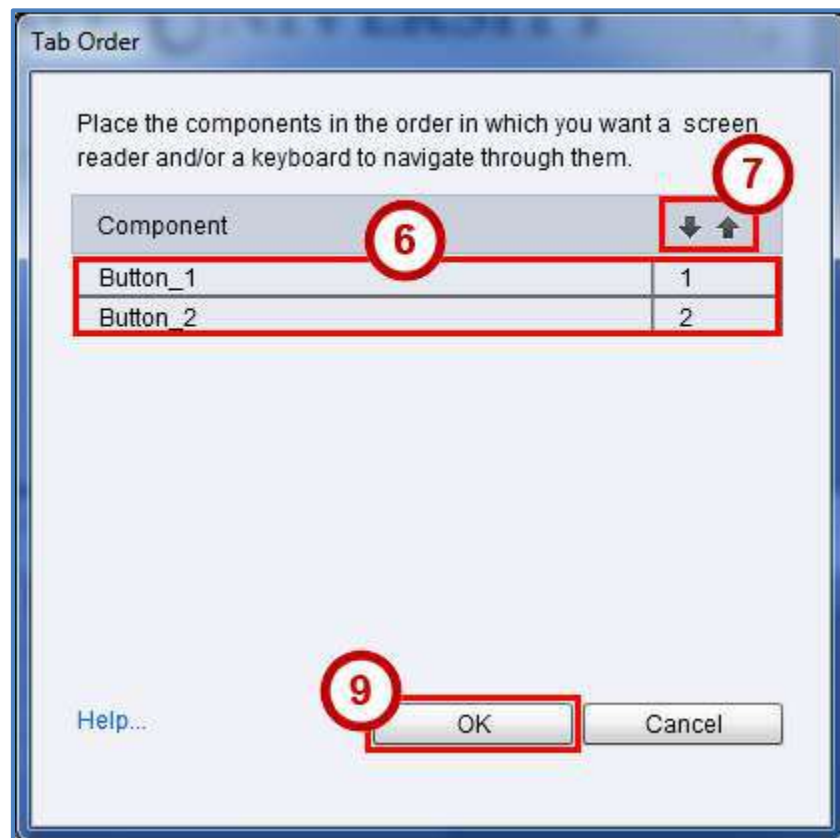 UNIVERSITY
Tab Order
Place the components in the order in which you want a screen
reader and/or a keyboard to navigate through them.
7
Component
6
Button_1 1
Button_2 2
9
Help... OK Cancel